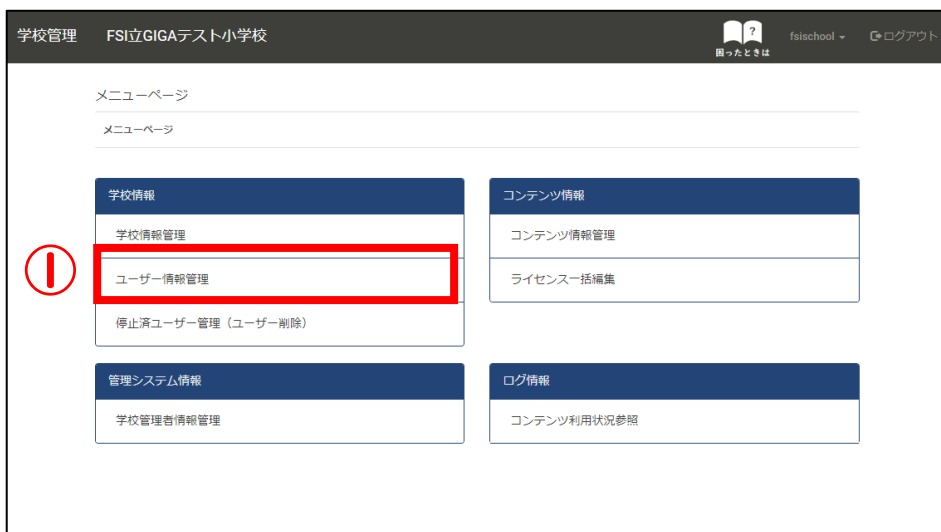 学校管理 FSI立GIGAテスト小学校 ? 困ったときは fsischool ログアウト
メニューページ
メニューページ
学校情報
学校情報管理
①
ユーザー情報管理
停止済ユーザー管理(ユーザー削除)
コンテンツ情報
コンテンツ情報管理
ライセンス一括編集
管理システム情報
学校管理者情報管理
ログ情報
コンテンツ利用状況参照